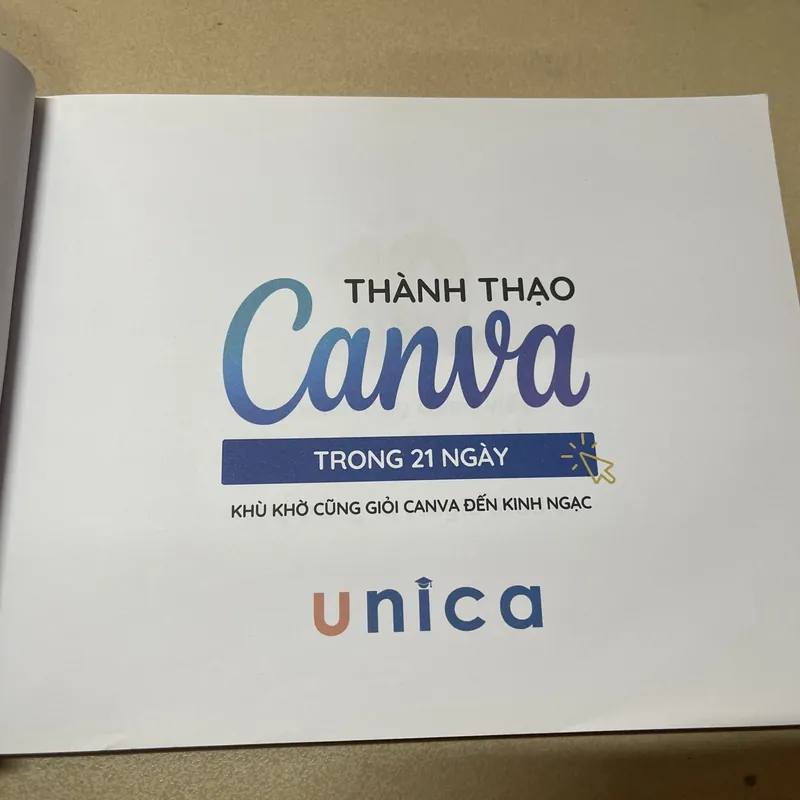 THÀNH THẠO
Canva
TRONG 21 NGÀY
KHÙ KHỜ CŨNG GIỎI CANVA ĐẾN KINH NGẠC
unica